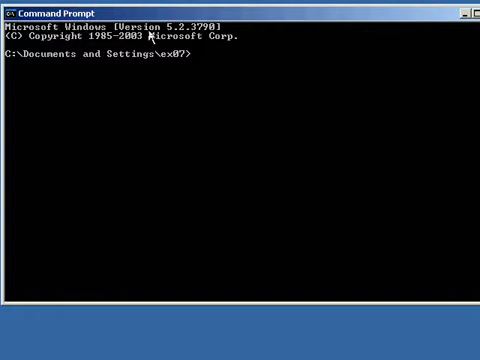 Command Prompt
Microsoft Windows [Version 5.2.3790]
(C) Copyright 1985-2003 Microsoft Corp.
C:\Documents and Settings\ex07>